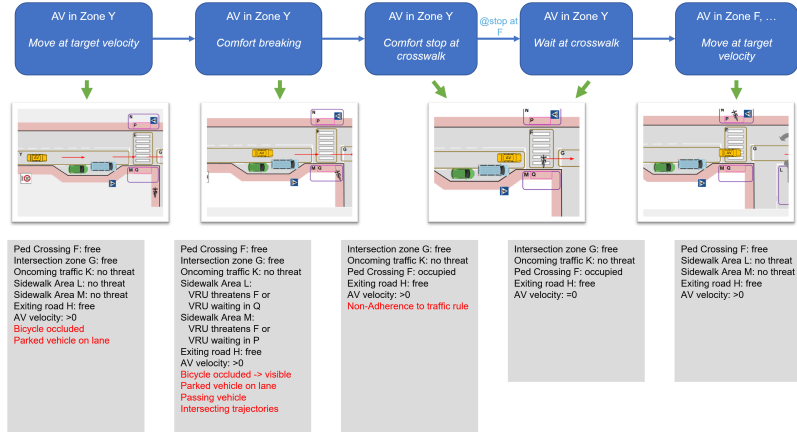 AV in Zone Y
Move at target velocity
AV in Zone Y
Comfort breaking
AV in Zone Y
Comfort stop at
crosswalk
@stop at
F
AV in Zone Y
Wait at crosswalk
AV in Zone F, ...
Move at target
velocity
N
P
F
Y
G
M Q
N
P
F
G
M Q
N
P
F
G
M Q
N
P
F
G
M Q
L
Ped Crossing F: free
Intersection zone G: free
Oncoming traffic K: no threat
Sidewalk Area L: no threat
Sidewalk Area M: no threat
Exiting road H: free
AV velocity: >0
Bicycle occluded
Parked vehicle on lane
Ped Crossing F: free
Intersection zone G: free
Oncoming traffic K: no threat
Sidewalk Area L:
VRU threatens F or
VRU waiting in Q
Sidewalk Area M:
VRU threatens F or
VRU waiting in P
Exiting road H: free
AV velocity: >0
Bicycle occluded -> visible
Parked vehicle on lane
Passing vehicle
Intersecting trajectories
Intersection zone G: free
Oncoming traffic K: no threat
Ped Crossing F: occupied
Exiting road H: free
AV velocity: >0
Non-Adherence to traffic rule
Intersection zone G: free
Oncoming traffic K: no threat
Ped Crossing F: occupied
Exiting road H: free
AV velocity: =0
Ped Crossing F: free
Sidewalk Area L: no threat
Sidewalk Area M: no threat
Exiting road H: free
AV velocity: >0